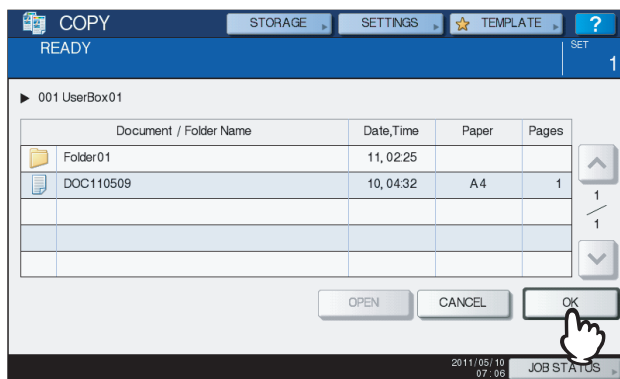 COPY STORAGE SETTINGS TEMPLATE ?
READY SET
1
001 UserBox01
Document / Folder Name Date,Time Paper Pages
Folder01 11, 02:25
DOC110509 10, 04:32 A4 1
1
1
OPEN CANCEL OK
2011/05/10
07:06 JOB STATUS